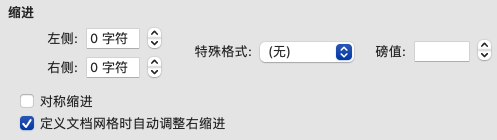 缩进
左侧: 0 字符
特殊格式: (无) 磅值:
右侧: 0 字符
对称缩进
定义文档网格时自动调整右缩进